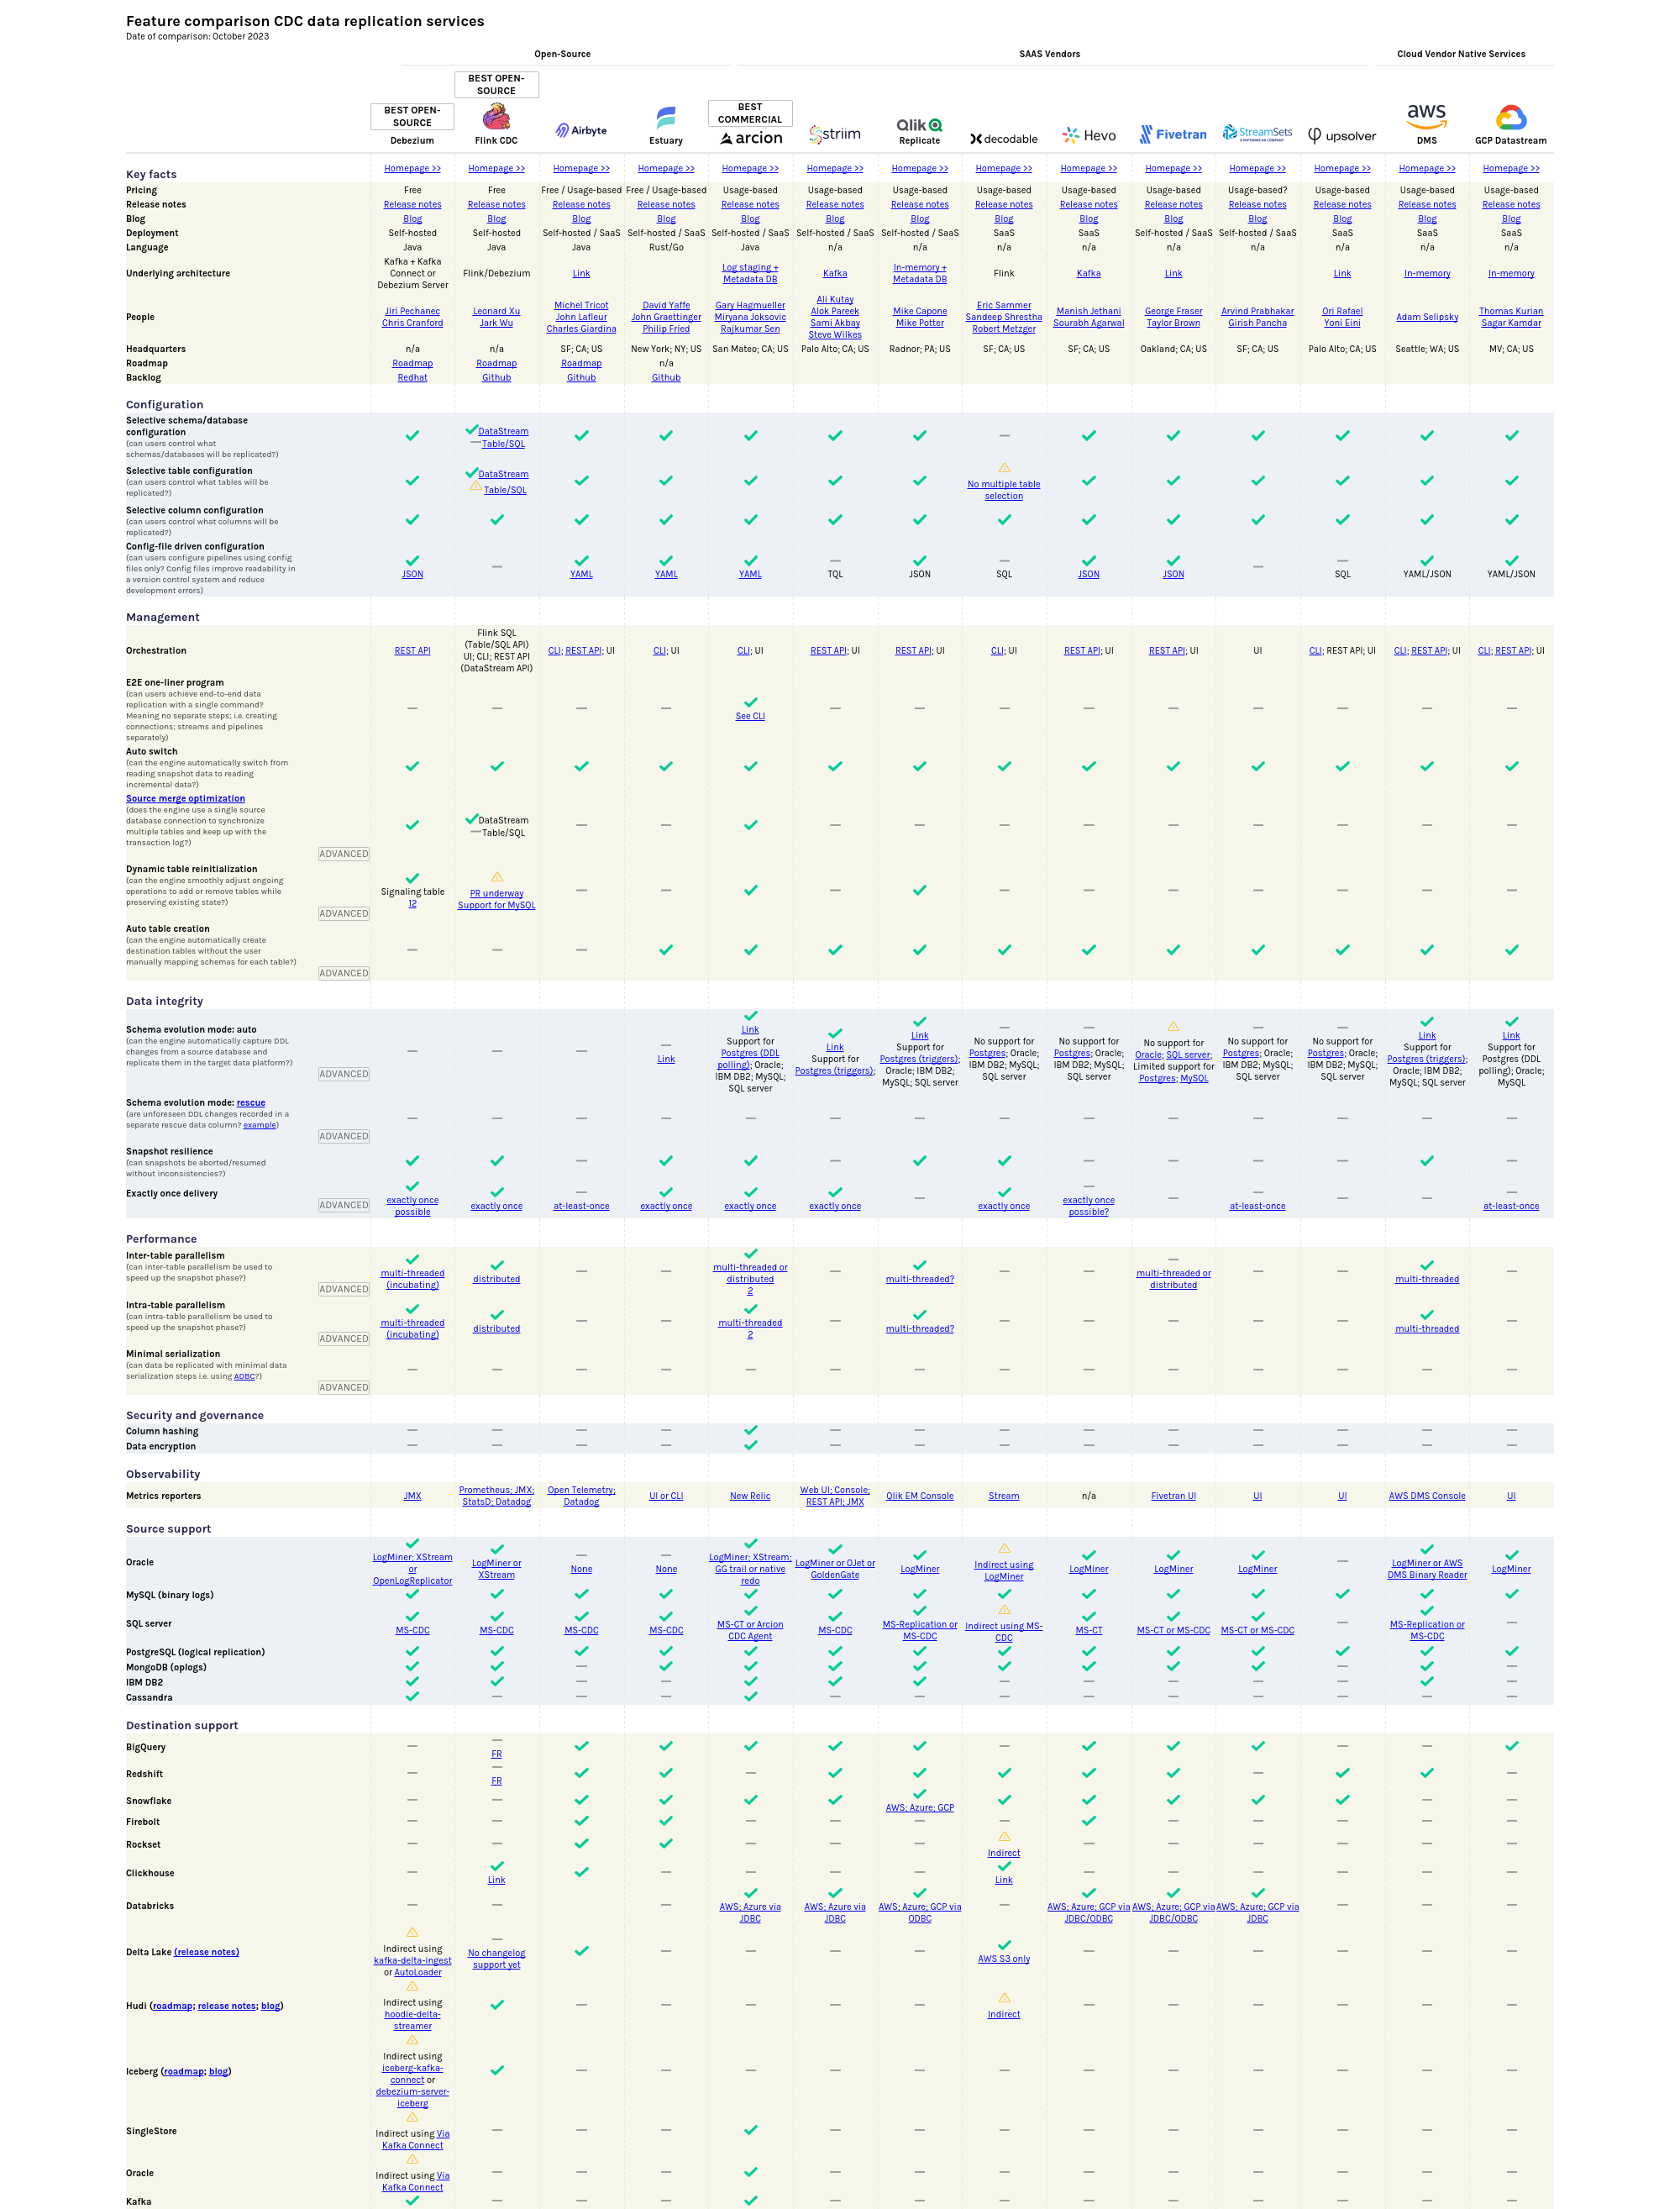 Feature comparison CDC data replication services
Date of comparison: October 2023
Open-Source SAAS Vendors Cloud Vendor Native Services
BEST OPEN-SOURCE BEST OPEN-SOURCE BEST COMMERCIAL
Debezium Flink CDC Airbyte Estuary arcion striim Qlik Replicate decodable Hevo Fivetran StreamSets upsolver aws DMS GCP Datastream
Key facts Homepage >> Homepage >> Homepage >> Homepage >> Homepage >> Homepage >> Homepage >> Homepage >> Homepage >> Homepage >> Homepage >> Homepage >> Homepage >> Homepage >>
Pricing Free Free Free / Usage-based Free / Usage-based Usage-based Usage-based Usage-based Usage-based Usage-based Usage-based Usage-based? Usage-based Usage-based Usage-based
Release notes Release notes Release notes Release notes Release notes Release notes Release notes Release notes Release notes Release notes Release notes Release notes Release notes Release notes Release notes
Blog Blog Blog Blog Blog Blog Blog Blog Blog Blog Blog Blog Blog Blog Blog
Deployment Self-hosted Self-hosted Self-hosted / SaaS Self-hosted / SaaS Self-hosted / SaaS Self-hosted / SaaS Self-hosted / SaaS SaaS SaaS Self-hosted / SaaS Self-hosted / SaaS SaaS SaaS SaaS
Language Java Java Java Rust/Go Java n/a n/a n/a n/a n/a n/a n/a n/a n/a
Underlying architecture Kafka + Kafka Connect or Debezium Server Flink/Debezium Link Log staging + Metadata DB Kafka In-memory + Metadata DB Flink Kafka Link Link In-memory In-memory
People Jiri Pechanec Chris Cranford Leonard Xu Jark Wu Michel Tricot John Lafleur Charles Giardina David Yaffe John Graettinger Philip Fried Gary Hagmueller Miryana Joksovic Rajkumar Sen Ali Kutay Alok Pareek Sami Akbay Steve Wilkes Mike Capone Mike Potter Eric Sammer Sandeep Shrestha Robert Metzger Manish Jethani Sourabh Agarwal George Fraser Taylor Brown Arvind Prabhakar Girish Pancha Ori Rafael Yoni Eini Adam Selipsky Thomas Kurian Sagar Kamdar
Headquarters n/a n/a SF; CA; US New York; NY; US San Mateo; CA; US Palo Alto; CA; US Radnor; PA; US SF; CA; US SF; CA; US Oakland; CA; US SF; CA; US Palo Alto; CA; US Seattle; WA; US MV; CA; US
Roadmap Roadmap Roadmap Roadmap n/a
Backlog Redhat Github Github Github
Configuration
Selective schema/database
configuration
(can users control what
schemas/databases will be replicated?)
DataStream
Table/SQL
Selective table configuration
(can users control what tables will be
replicated?)
DataStream
Table/SQL
No multiple table
selection
Selective column configuration
(can users control what columns will be
replicated?)
Config-file driven configuration
(can users configure pipelines using config
files only? Config files improve readability in
a version control system and reduce
development errors)
JSON YAML YAML YAML TQL JSON SQL JSON JSON SQL YAML/JSON YAML/JSON
Management
Orchestration REST API Flink SQL (Table/SQL API) UI; CLI; REST API (DataStream API) CLI; REST API; UI CLI; UI CLI; UI REST API; UI REST API; UI CLI; UI REST API; UI REST API; UI UI CLI; REST API; UI CLI; REST API; UI CLI; REST API; UI
E2E one-liner program
(can users achieve end-to-end data
replication with a single command?
Meaning no separate steps; i.e. creating
connections; streams and pipelines
separately)
See CLI
Auto switch
(can the engine automatically switch from
reading snapshot data to reading
incremental data?)
Source merge optimization
(does the engine use a single source
database connection to synchronize
multiple tables and keep up with the
transaction log?)
ADVANCED
DataStream
Table/SQL
Dynamic table reinitialization
(can the engine smoothly adjust ongoing
operations to add or remove tables while
preserving existing state?)
ADVANCED
Signaling table
12
PR underway
Support for MySQL
Auto table creation
(can the engine automatically create
destination tables without the user
manually mapping schemas for each table?)
ADVANCED
Data integrity
Schema evolution mode: auto
(can the engine automatically capture DDL
changes from a source database and
replicate them in the target data platform?)
ADVANCED
Link
Link Support for Postgres (DDL polling); Oracle; IBM DB2; MySQL; SQL server
Link Support for Postgres (triggers);
Link Support for Postgres (triggers); Oracle; IBM DB2; MySQL; SQL server
No support for Postgres; Oracle; IBM DB2; MySQL; SQL server
No support for Postgres; Oracle; IBM DB2; MySQL; SQL server
No support for Oracle; SQL server; Limited support for Postgres; MySQL
No support for Postgres; Oracle; IBM DB2; MySQL; SQL server
No support for Postgres; Oracle; IBM DB2; MySQL; SQL server
Link Support for Postgres (triggers); Oracle; IBM DB2; MySQL; SQL server
Link Support for Postgres (DDL polling); Oracle; MySQL
Schema evolution mode: rescue
(are unforeseen DDL changes recorded in a
separate rescue data column? example)
ADVANCED
Snapshot resilience
(can snapshots be aborted/resumed
without inconsistencies?)
Exactly once delivery ADVANCED exactly once possible exactly once at-least-once exactly once exactly once exactly once exactly once exactly once possible? at-least-once at-least-once
Performance
Inter-table parallelism
(can inter-table parallelism be used to
speed up the snapshot phase?)
ADVANCED
multi-threaded (incubating) distributed multi-threaded or distributed 2 multi-threaded? multi-threaded or distributed multi-threaded
Intra-table parallelism
(can intra-table parallelism be used to
speed up the snapshot phase?)
ADVANCED
multi-threaded (incubating) distributed multi-threaded 2 multi-threaded? multi-threaded
Minimal serialization
(can data be replicated with minimal data
serialization steps i.e. using ADBC?)
ADVANCED
Security and governance
Column hashing
Data encryption
Observability
Metrics reporters JMX Prometheus; JMX; StatsD; Datadog Open Telemetry; Datadog UI or CLI New Relic Web UI; Console; REST API; JMX Qlik EM Console Stream n/a Fivetran UI UI UI AWS DMS Console UI
Source support
Oracle LogMiner; XStream or OpenLogReplicator LogMiner or XStream None None LogMiner; XStream; GG trail or native redo LogMiner or OJet or GoldenGate LogMiner Indirect using LogMiner LogMiner LogMiner LogMiner LogMiner or AWS DMS Binary Reader LogMiner
MySQL (binary logs)
SQL server MS-CDC MS-CDC MS-CDC MS-CDC MS-CT or Arcion CDC Agent MS-CDC MS-Replication or MS-CDC Indirect using MS-CDC MS-CT MS-CT or MS-CDC MS-CT or MS-CDC MS-Replication or MS-CDC
PostgreSQL (logical replication)
MongoDB (oplogs)
IBM DB2
Cassandra
Destination support
BigQuery FR
Redshift FR
Snowflake AWS; Azure; GCP
Firebolt
Rockset Indirect
Clickhouse Link Link
Databricks AWS; Azure via JDBC AWS; Azure via JDBC AWS; Azure; GCP via ODBC AWS; Azure; GCP via JDBC/ODBC AWS; Azure; GCP via JDBC/ODBC AWS; Azure; GCP via JDBC
Delta Lake (release notes) Indirect using kafka-delta-ingest or AutoLoader No changelog support yet AWS S3 only
Hudi (roadmap; release notes; blog) Indirect using hoodie-delta-streamer Indirect
Iceberg (roadmap; blog) Indirect using iceberg-kafka-connect or debezium-server-iceberg
SingleStore Indirect using Via Kafka Connect
Oracle Indirect using Via Kafka Connect
Kafka